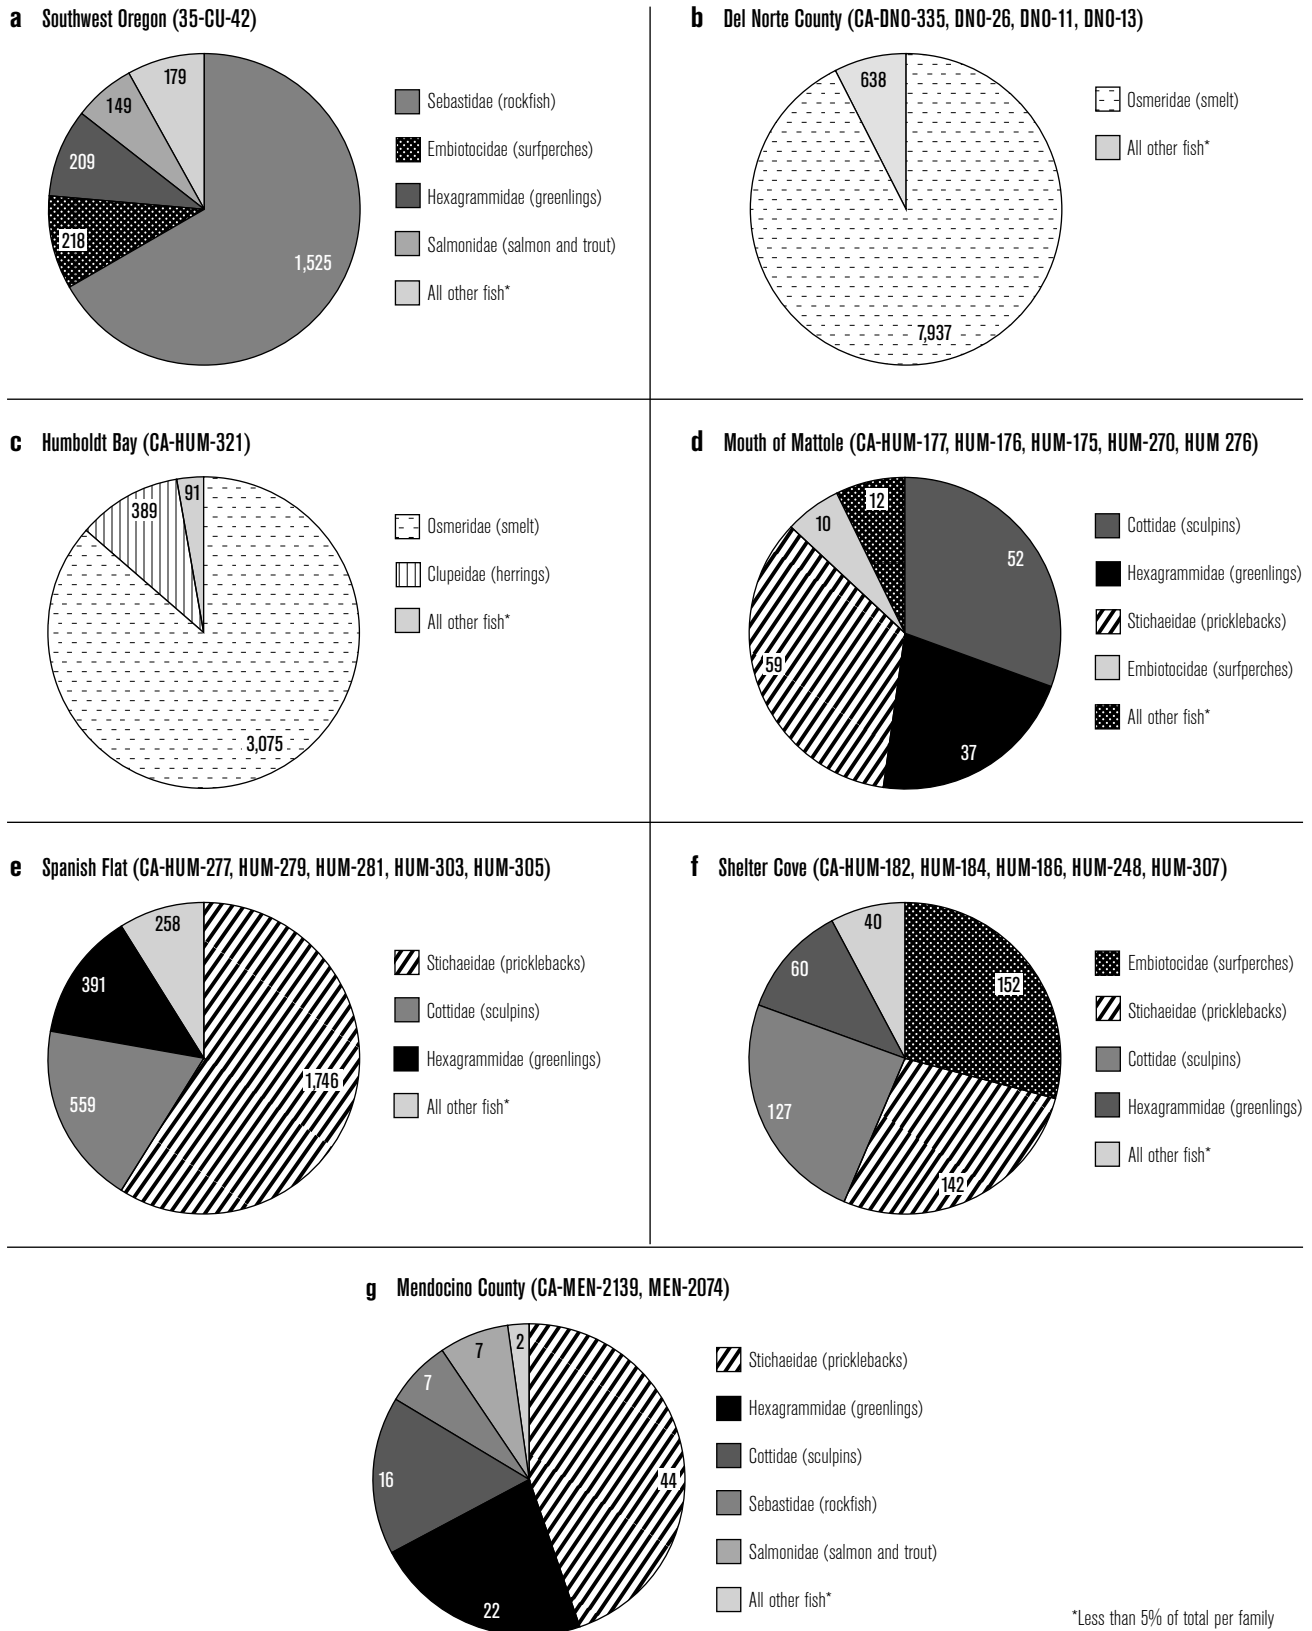 a Southwest Oregon (35-CU-42)
179
149
209
218
1,525
Sebastidae (rockfish)
Embiotocidae (surfperches)
Hexagrammidae (greenlings)
Salmonidae (salmon and trout)
All other fish*
b Del Norte County (CA-DNO-335, DNO-26, DNO-11, DNO-13)
638
7,937
Osmeridae (smelt)
All other fish*
c Humboldt Bay (CA-HUM-321)
91
389
3,075
Osmeridae (smelt)
Clupeidae (herrings)
All other fish*
d Mouth of Mattole (CA-HUM-177, HUM-176, HUM-175, HUM-270, HUM 276)
12
10
52
59
37
Cottidae (sculpins)
Hexagrammidae (greenlings)
Stichaeidae (pricklebacks)
Embiotocidae (surfperches)
All other fish*
e Spanish Flat (CA-HUM-277, HUM-279, HUM-281, HUM-303, HUM-305)
258
391
1,746
559
Stichaeidae (pricklebacks)
Cottidae (sculpins)
Hexagrammidae (greenlings)
All other fish*
f Shelter Cove (CA-HUM-182, HUM-184, HUM-186, HUM-248, HUM-307)
40
60
152
127
142
Embiotocidae (surfperches)
Stichaeidae (pricklebacks)
Cottidae (sculpins)
Hexagrammidae (greenlings)
All other fish*
g Mendocino County (CA-MEN-2139, MEN-2074)
2
7
7
16
44
22
Stichaeidae (pricklebacks)
Hexagrammidae (greenlings)
Cottidae (sculpins)
Sebastidae (rockfish)
Salmonidae (salmon and trout)
All other fish*
*Less than 5% of total per family